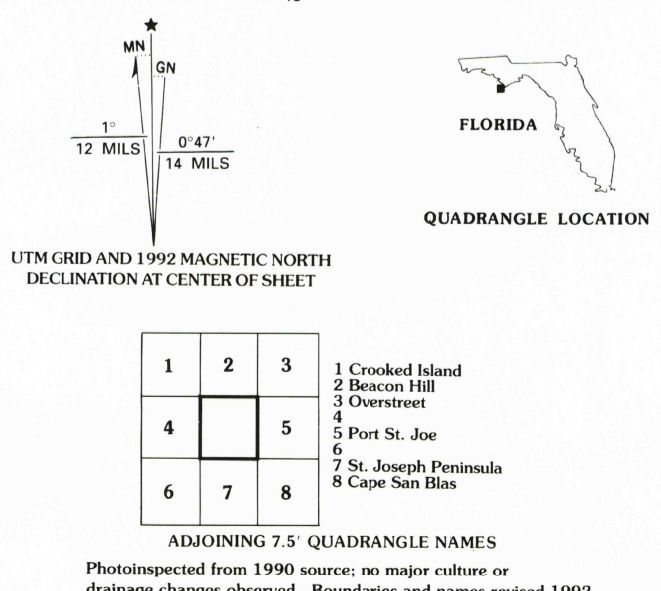 MN
GN
1°
12 MILS
0°47'
14 MILS
UTM GRID AND 1992 MAGNETIC NORTH
DECLINATION AT CENTER OF SHEET
FLORIDA
QUADRANGLE LOCATION
1 2 3
4 5
6 7 8
1 Crooked Island
2 Beacon Hill
3 Overstreet
4
5 Port St. Joe
6
7 St. Joseph Peninsula
8 Cape San Blas
ADJOINING 7.5' QUADRANGLE NAMES
Photoinspected from 1990 source; no major culture or
drainage changes observed. Boundaries and names revised 1992